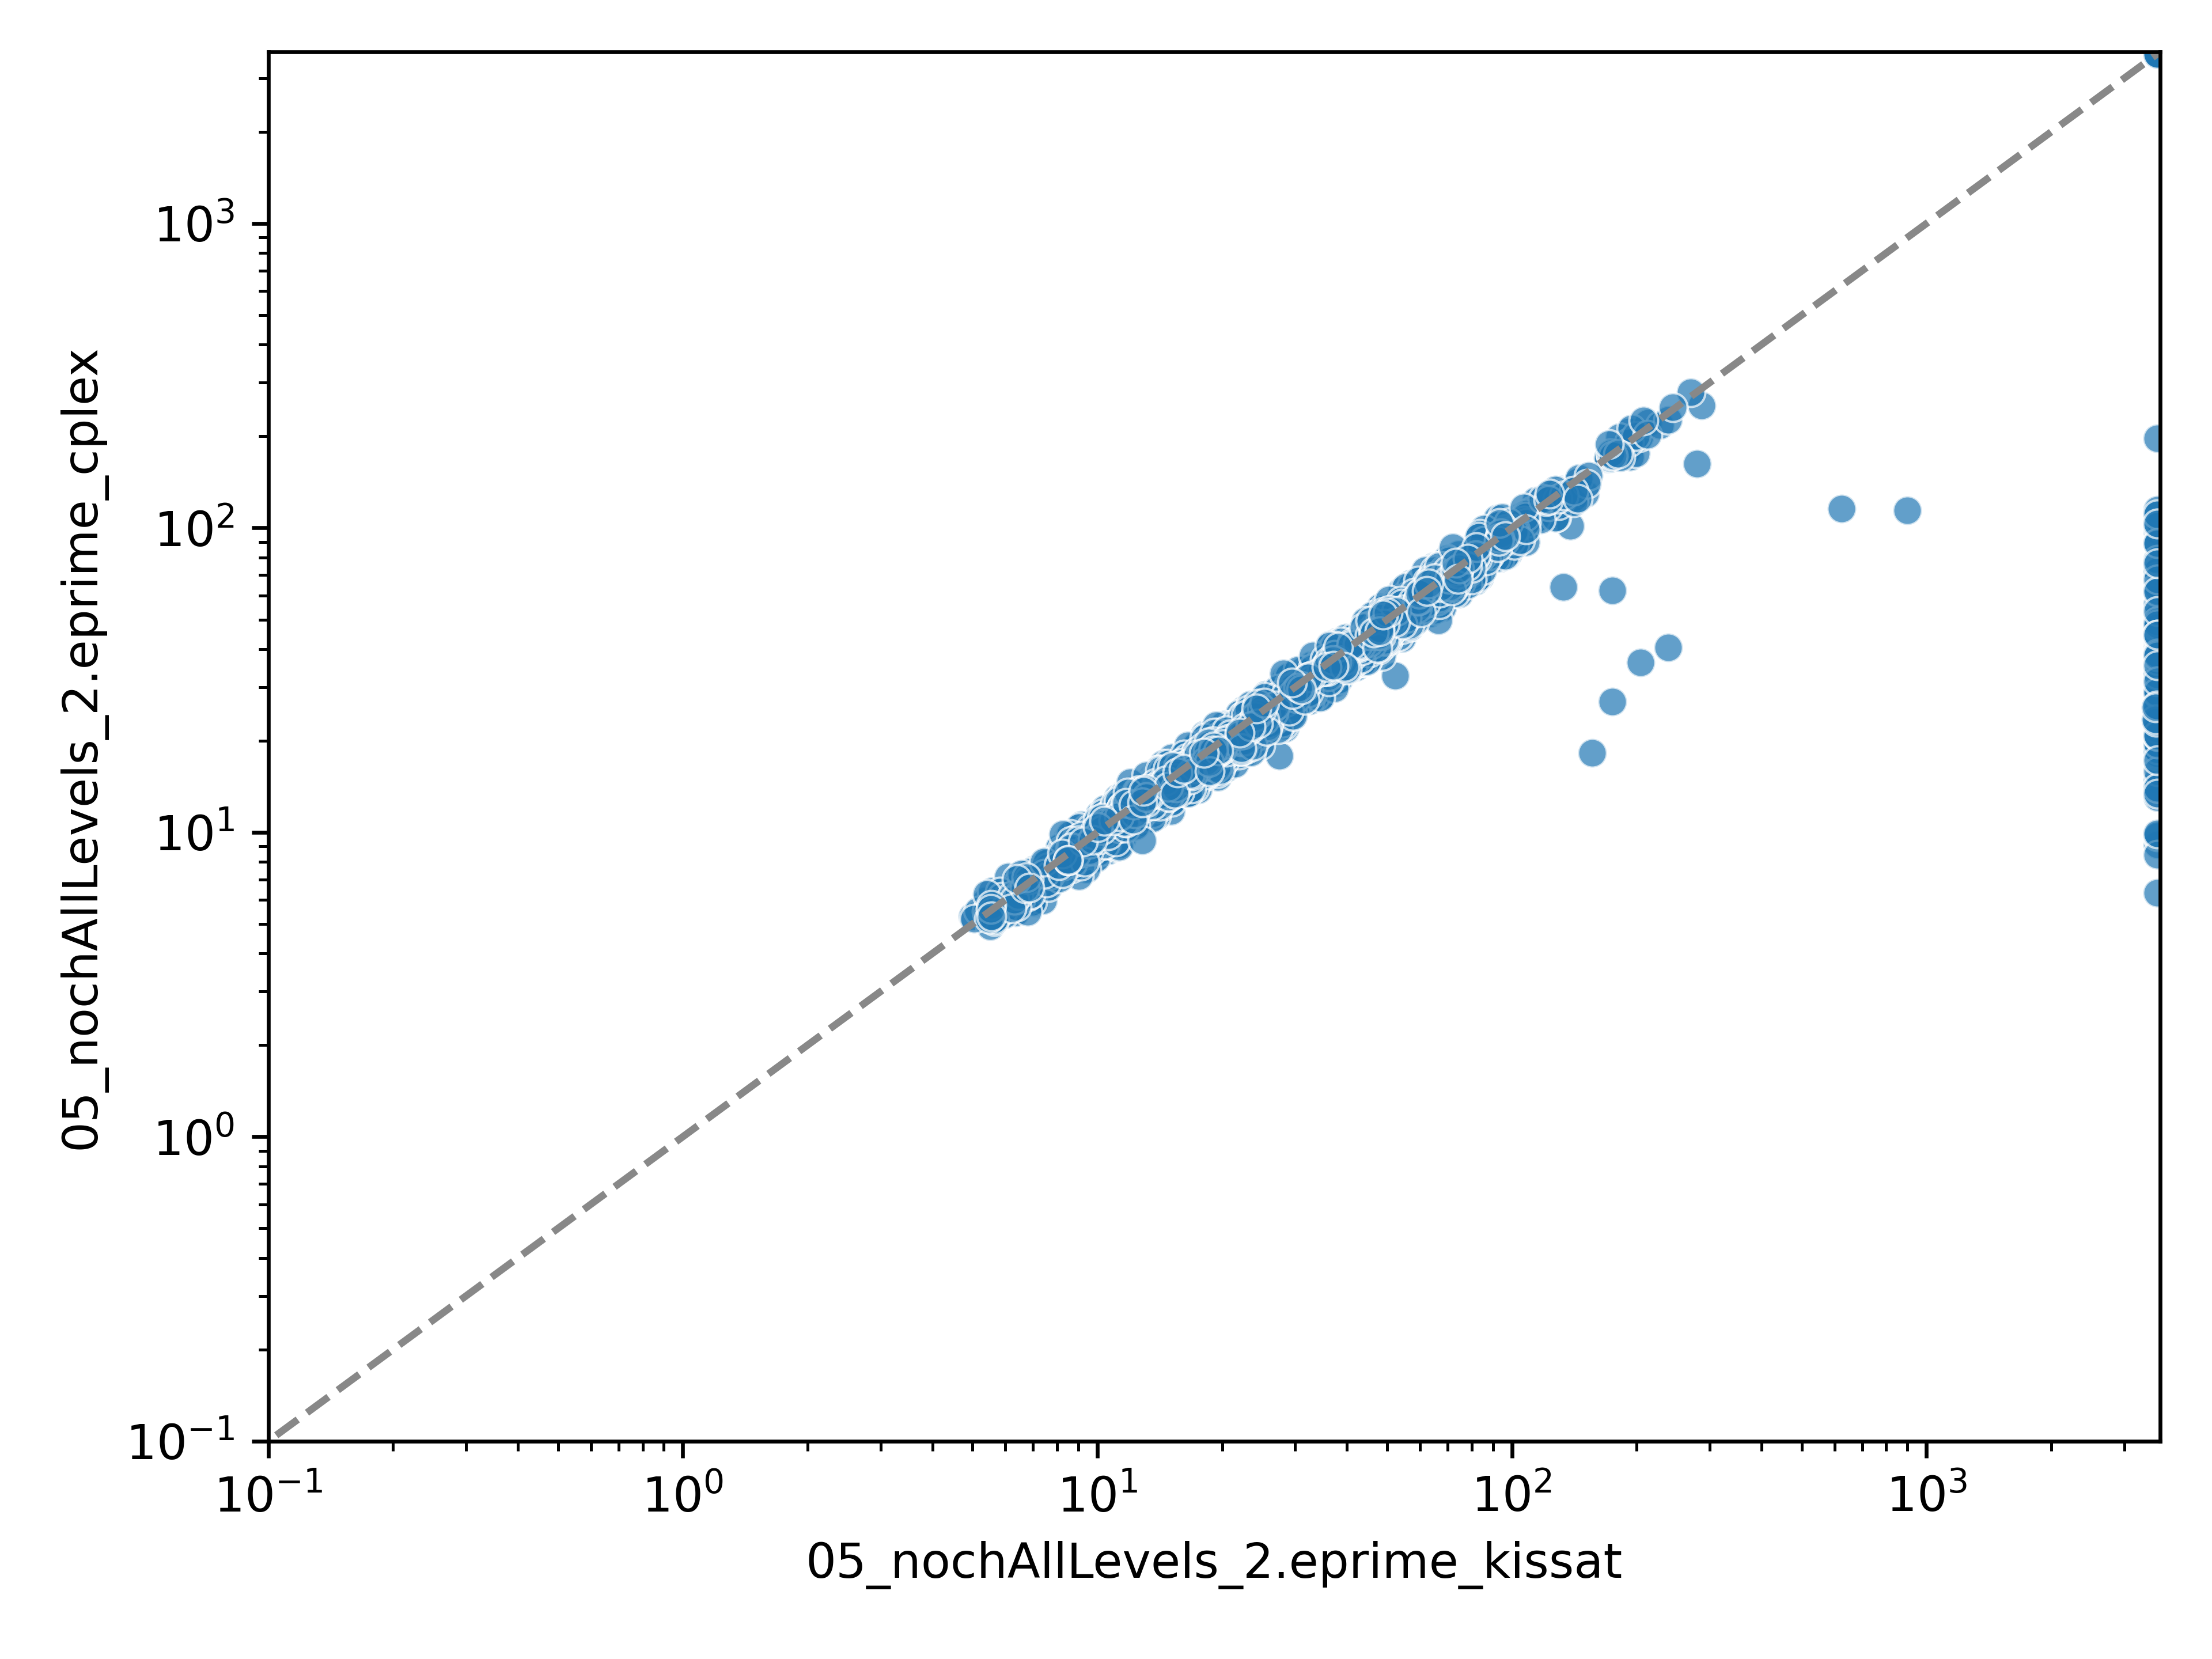 05_nochAllLevels_2.eprime_cplex
10³
10²
10¹
10⁰
10⁻¹
10⁻¹ 10⁰ 10¹ 10² 10³
05_nochAllLevels_2.eprime_kissat